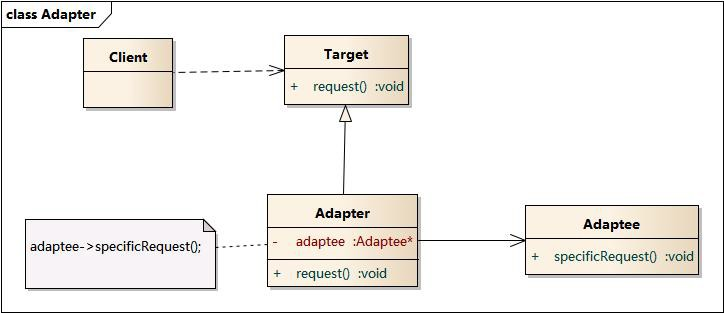 class Adapter
Client
Target
+ request() :void
Adapter
- adaptee :Adaptee*
+ request() :void
adaptee->specificRequest();
Adaptee
+ specificRequest() :void